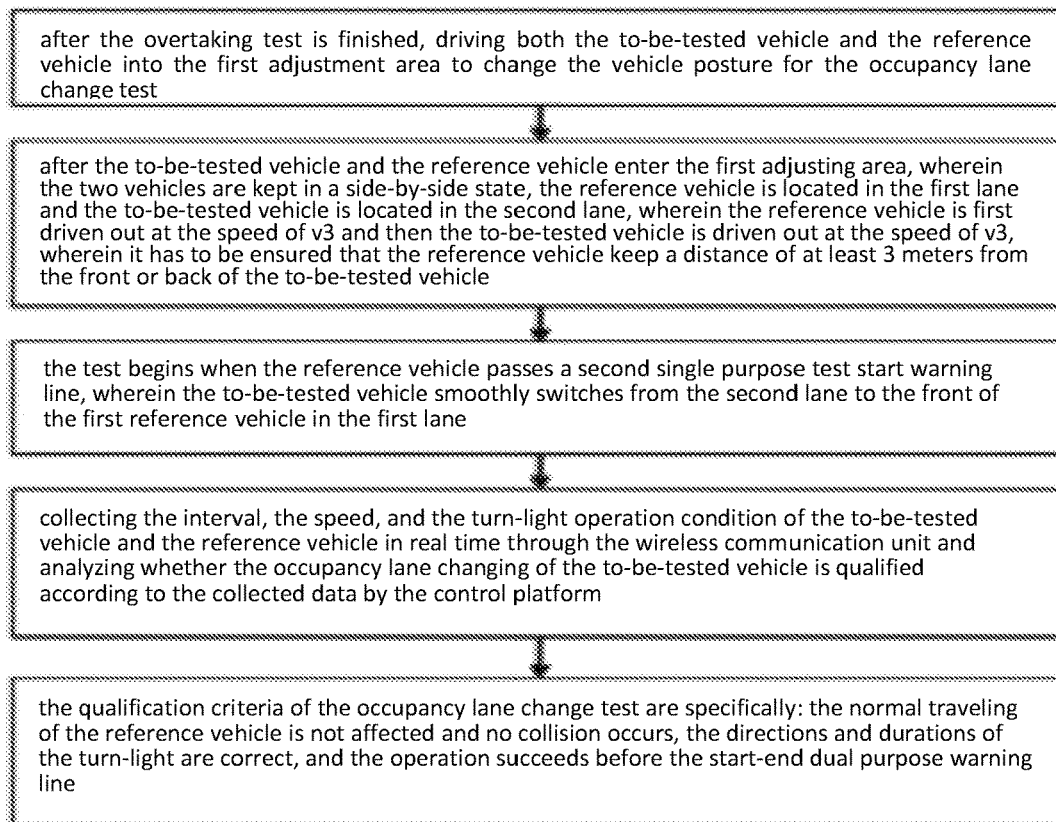 after the overtaking test is finished, driving both the to-be-tested vehicle and the reference
vehicle into the first adjustment area to change the vehicle posture for the occupancy lane
change test
after the to-be-tested vehicle and the reference vehicle enter the first adjusting area, wherein
the two vehicles are kept in a side-by-side state, the reference vehicle is located in the first lane
and the to-be-tested vehicle is located in the second lane, wherein the reference vehicle is first
driven out at the speed of v3 and then the to-be-tested vehicle is driven out at the speed of v3,
wherein it has to be ensured that the reference vehicle keep a distance of at least 3 meters from
the front or back of the to-be-tested vehicle
the test begins when the reference vehicle passes a second single purpose test start warning
line, wherein the to-be-tested vehicle smoothly switches from the second lane to the front of
the first reference vehicle in the first lane
collecting the interval, the speed, and the turn-light operation condition of the to-be-tested
vehicle and the reference vehicle in real time through the wireless communication unit and
analyzing whether the occupancy lane changing of the to-be-tested vehicle is qualified
according to the collected data by the control platform
the qualification criteria of the occupancy lane change test are specifically: the normal traveling
of the reference vehicle is not affected and no collision occurs, the directions and durations of
the turn-light are correct, and the operation succeeds before the start-end dual purpose warning
line